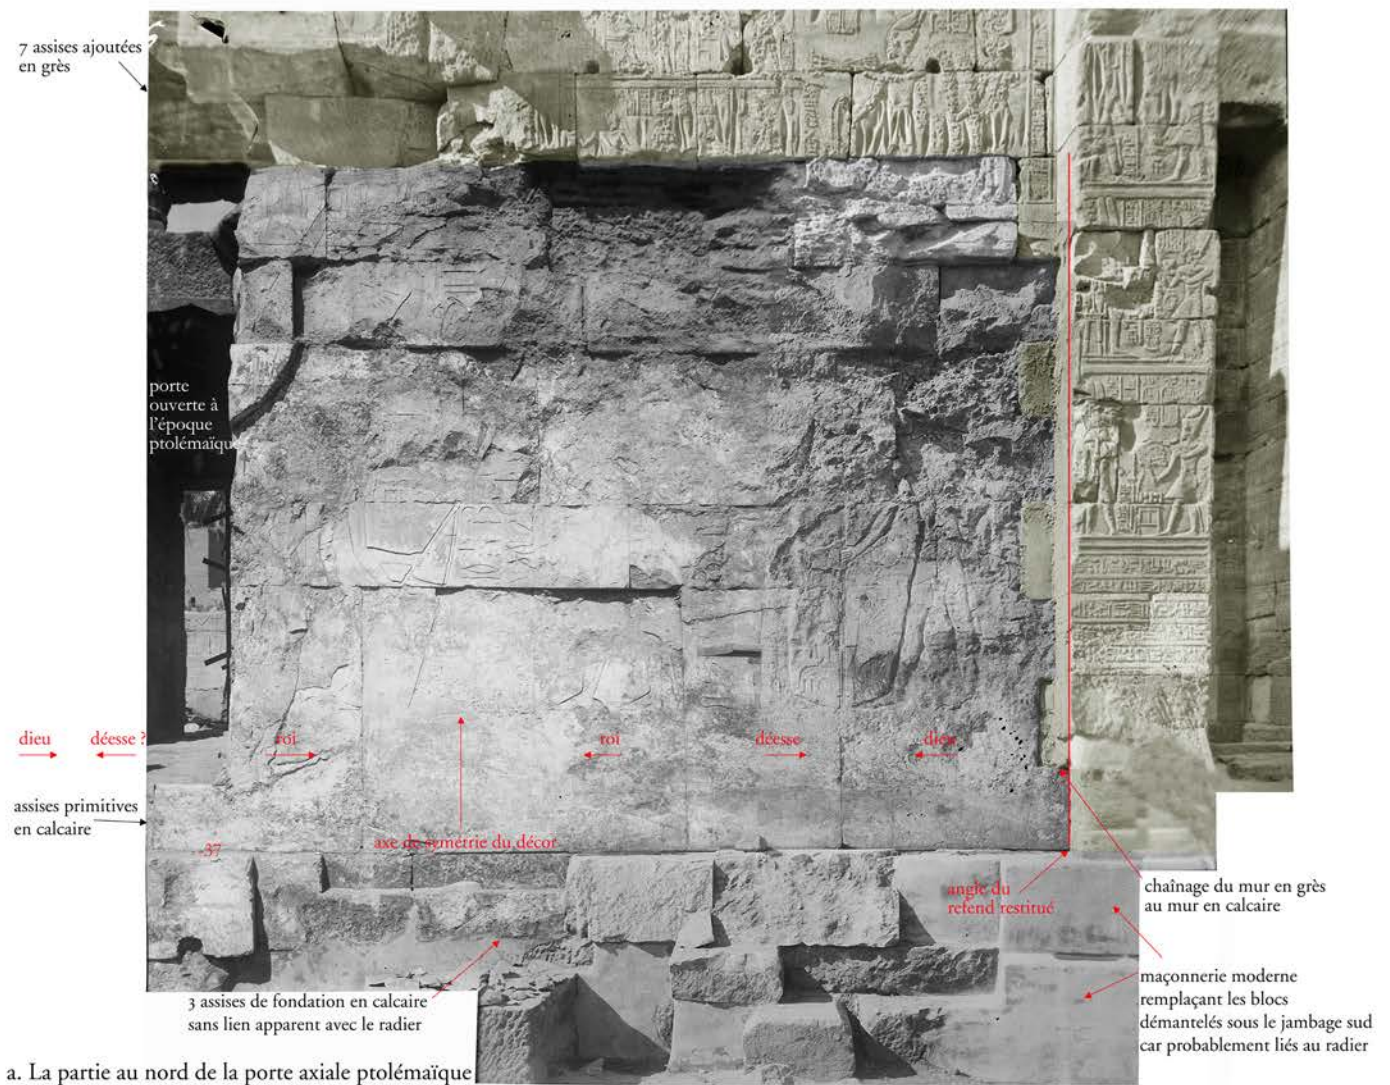 7 assises ajoutées
en grès
porte
ouverte à
l'époque
ptolémaïque
dieu
déesse ?
roi
roi
déesse
dieu
assises primitives
en calcaire
.37
axe de symétrie du décor
angle du
refend restitué
chaînage du mur en grès
au mur en calcaire
3 assises de fondation en calcaire
sans lien apparent avec le radier
maçonnerie moderne
remplaçant les blocs
démantelés sous le jambage sud
car probablement liés au radier
a. La partie au nord de la porte axiale ptolémaïque